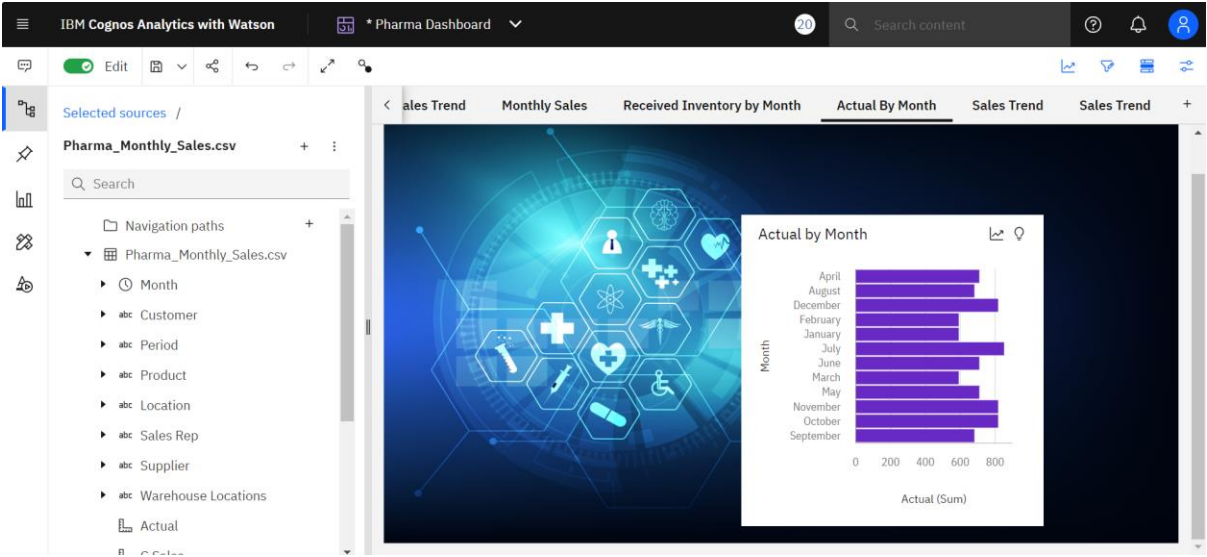 IBM Cognos Analytics with Watson
* Pharma Dashboard
20
Search content
Edit
Selected sources /
Pharma_Monthly_Sales.csv
Search
Navigation paths
Pharma_Monthly_Sales.csv
Month
abc Customer
abc Period
abc Product
abc Location
abc Sales Rep
abc Supplier
abc Warehouse Locations
Actual
ales Trend
Monthly Sales
Received Inventory by Month
Actual By Month
Sales Trend
Sales Trend
Actual by Month
Month
April
August
December
February
January
July
June
March
May
November
October
September
0 200 400 600 800
Actual (Sum)